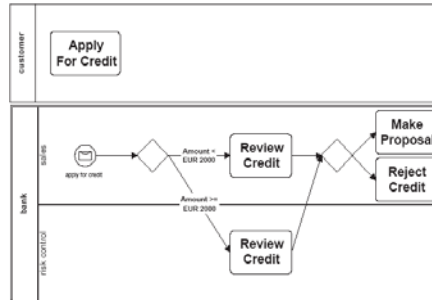 customer
Apply
For Credit
bank
sales
apply for credit
Amount <
EUR 2000
Review
Credit
Make
Proposal
Reject
Credit
risk control
Amount >=
EUR 2000
Review
Credit